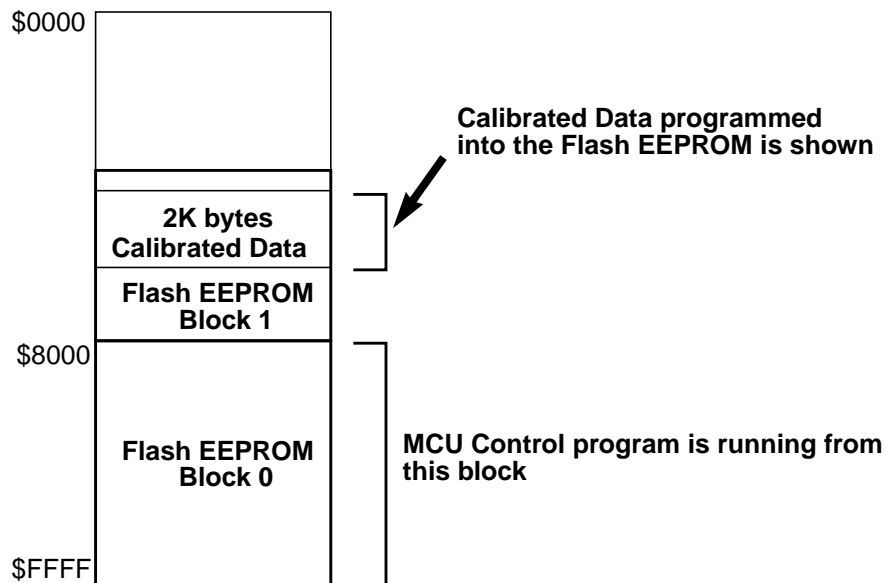 $0000
Calibrated Data programmed
into the Flash EEPROM is shown
2K bytes
Calibrated Data
Flash EEPROM
Block 1
$8000
Flash EEPROM
Block 0
MCU Control program is running from
this block
$FFFF